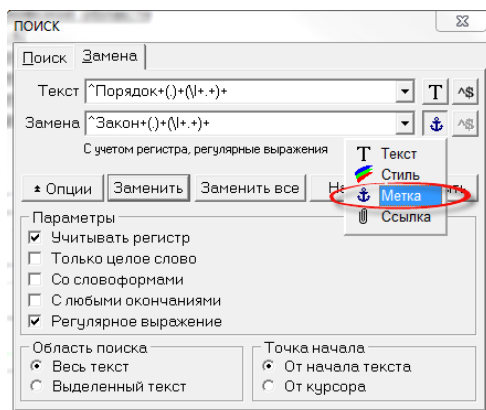 ПОИСК
Поиск Замена
Текст ^Порядок+(.)+(\|+.+)+ T ^$
Замена ^Закон+(.)+(\|+.+)+ ^$
С учетом регистра, регулярные выражения
Текст
Стиль
Метка
Ссылка
± Опции Заменить Заменить все
Параметры
Учитывать регистр
Только целое слово
Со словоформами
С любыми окончаниями
Регулярное выражение
Область поиска Точка начала
Весь текст От начала текста
Выделенный текст От курсора